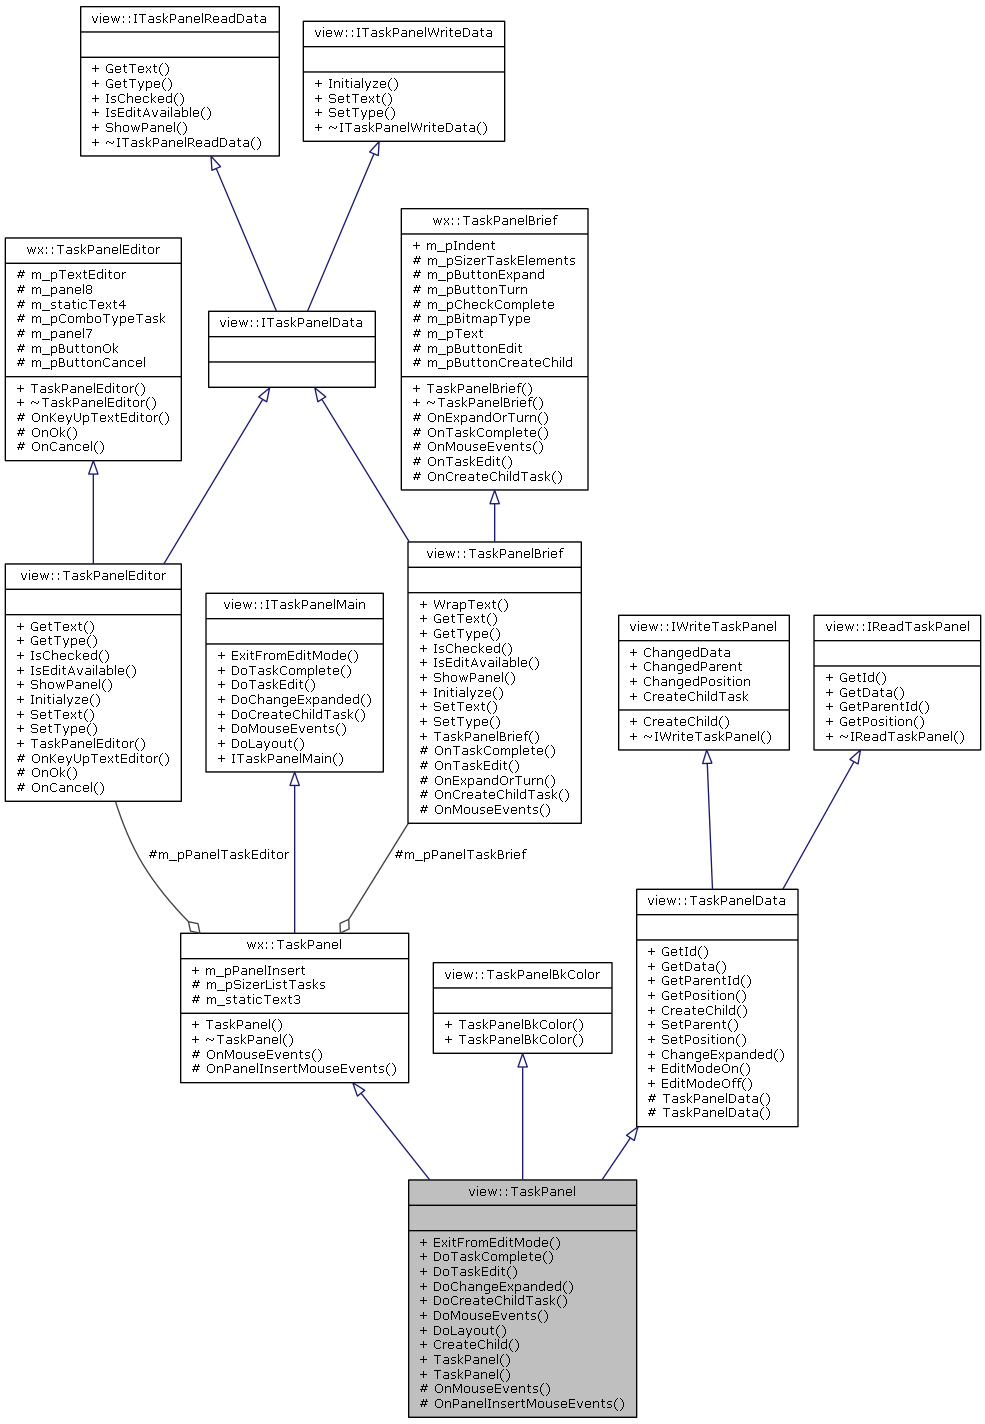 view::ITaskPanelReadData
+ GetText()
+ GetType()
+ IsChecked()
+ IsEditAvailable()
+ ShowPanel()
+ ~ITaskPanelReadData()
view::ITaskPanelWriteData
+ Initialyze()
+ SetText()
+ SetType()
+ ~ITaskPanelWriteData()
wx::TaskPanelEditor
# m_pTextEditor
# m_panel8
# m_staticText4
# m_pComboTypeTask
# m_panel7
# m_pButtonOk
# m_pButtonCancel
+ TaskPanelEditor()
+ ~TaskPanelEditor()
# OnKeyUpTextEditor()
# OnOk()
# OnCancel()
view::ITaskPanelData
wx::TaskPanelBrief
+ m_pIndent
# m_pSizerTaskElements
# m_pButtonExpand
# m_pButtonTurn
# m_pCheckComplete
# m_pBitmapType
# m_pText
# m_pButtonEdit
# m_pButtonCreateChild
+ TaskPanelBrief()
+ ~TaskPanelBrief()
# OnExpandOrTurn()
# OnTaskComplete()
# OnMouseEvents()
# OnTaskEdit()
# OnCreateChildTask()
view::TaskPanelEditor
+ GetText()
+ GetType()
+ IsChecked()
+ IsEditAvailable()
+ ShowPanel()
+ Initialyze()
+ SetText()
+ SetType()
+ TaskPanelEditor()
# OnKeyUpTextEditor()
# OnOk()
# OnCancel()
view::ITaskPanelMain
+ ExitFromEditMode()
+ DoTaskComplete()
+ DoTaskEdit()
+ DoChangeExpanded()
+ DoCreateChildTask()
+ DoMouseEvents()
+ DoLayout()
+ ITaskPanelMain()
view::TaskPanelBrief
+ WrapText()
+ GetText()
+ GetType()
+ IsChecked()
+ IsEditAvailable()
+ ShowPanel()
+ Initialyze()
+ SetText()
+ SetType()
+ TaskPanelBrief()
# OnTaskComplete()
# OnTaskEdit()
# OnExpandOrTurn()
# OnCreateChildTask()
# OnMouseEvents()
view::IWriteTaskPanel
+ ChangedData
+ ChangedParent
+ ChangedPosition
+ CreateChildTask
+ CreateChild()
+ ~IWriteTaskPanel()
view::IReadTaskPanel
+ GetId()
+ GetData()
+ GetParentId()
+ GetPosition()
+ ~IReadTaskPanel()
#m_pPanelTaskEditor
#m_pPanelTaskBrief
wx::TaskPanel
+ m_pPanelInsert
# m_pSizerListTasks
# m_staticText3
+ TaskPanel()
+ ~TaskPanel()
# OnMouseEvents()
# OnPanelInsertMouseEvents()
view::TaskPanelBkColor
+ TaskPanelBkColor()
+ TaskPanelBkColor()
view::TaskPanelData
+ GetId()
+ GetData()
+ GetParentId()
+ GetPosition()
+ CreateChild()
+ SetParent()
+ SetPosition()
+ ChangeExpanded()
+ EditModeOn()
+ EditModeOff()
# TaskPanelData()
# TaskPanelData()
view::TaskPanel
+ ExitFromEditMode()
+ DoTaskComplete()
+ DoTaskEdit()
+ DoChangeExpanded()
+ DoCreateChildTask()
+ DoMouseEvents()
+ DoLayout()
+ CreateChild()
+ TaskPanel()
+ TaskPanel()
# OnMouseEvents()
# OnPanelInsertMouseEvents()